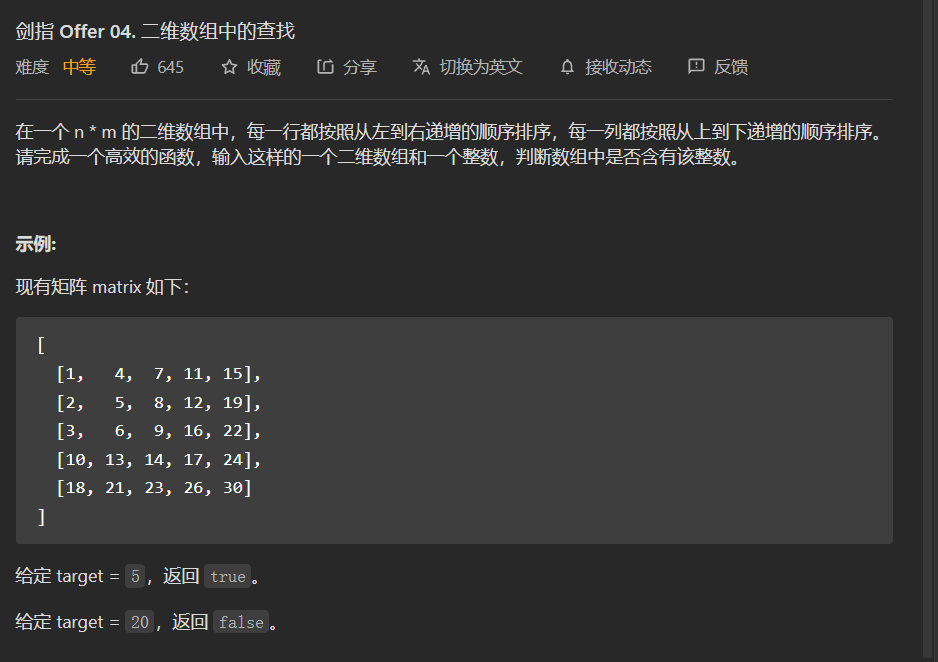 剑指 Offer 04. 二维数组中的查找
难度 中等 645 收藏 分享 切换为英文 接收动态 反馈
在一个 n * m 的二维数组中，每一行都按照从左到右递增的顺序排序，每一列都按照从上到下递增的顺序排序。
请完成一个高效的函数，输入这样的一个二维数组和一个整数，判断数组中是否含有该整数。
示例:
现有矩阵 matrix 如下：
[
[1, 4, 7, 11, 15],
[2, 5, 8, 12, 19],
[3, 6, 9, 16, 22],
[10, 13, 14, 17, 24],
[18, 21, 23, 26, 30]
]
给定 target = 5，返回 true。
给定 target = 20，返回 false。